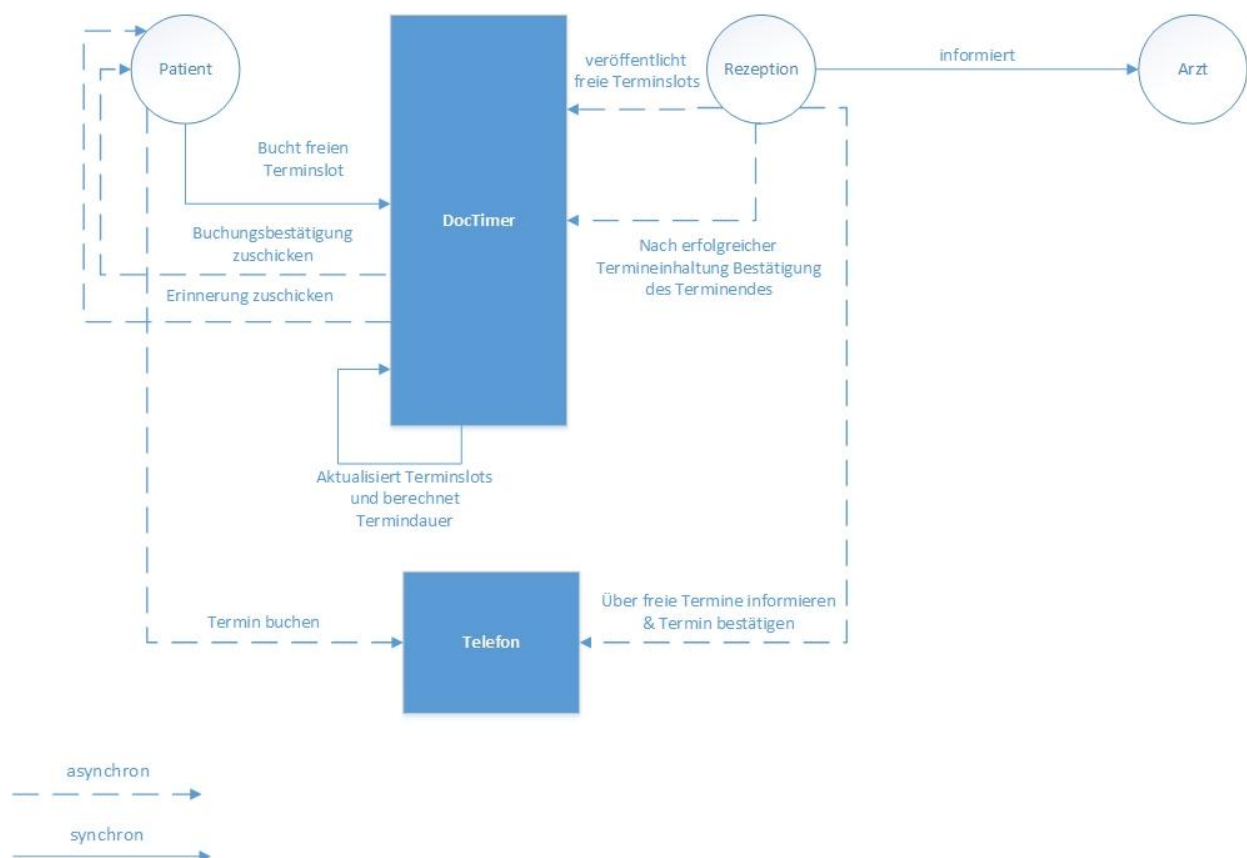 Patient
DocTimer
veröffentlicht
freie Terminslots
Rezeption
informiert
Arzt
Bucht freien
Terminslot
Buchungsbestätigung
zuschicken
Erinnerung zuschicken
Nach erfolgreicher
Termineinhaltung Bestätigung
des Terminendes
Aktualisiert Terminslots
und berechnet
Termindauer
Termin buchen
Telefon
Über freie Termine informieren
& Termin bestätigen
asynchron
synchron